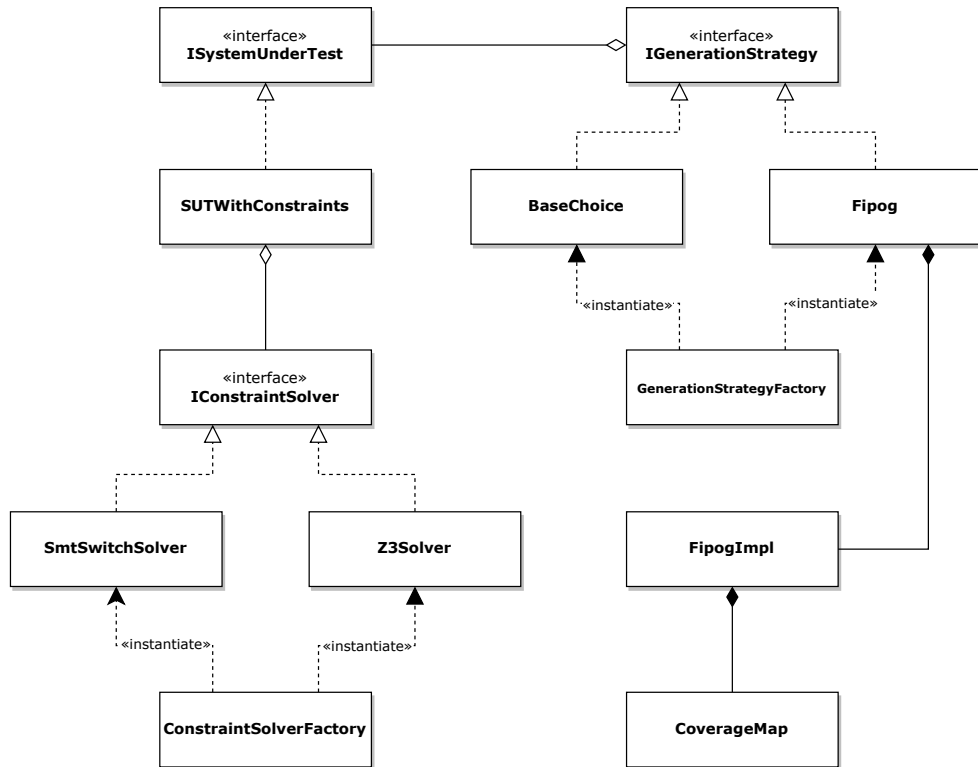 «interface»
ISystemUnderTest
«interface»
IGenerationStrategy
SUTWithConstraints
BaseChoice
Fipog
«instantiate»
«instantiate»
«interface»
IConstraintSolver
GenerationStrategyFactory
SmtSwitchSolver
Z3Solver
FipogImpl
«instantiate»
«instantiate»
ConstraintSolverFactory
CoverageMap